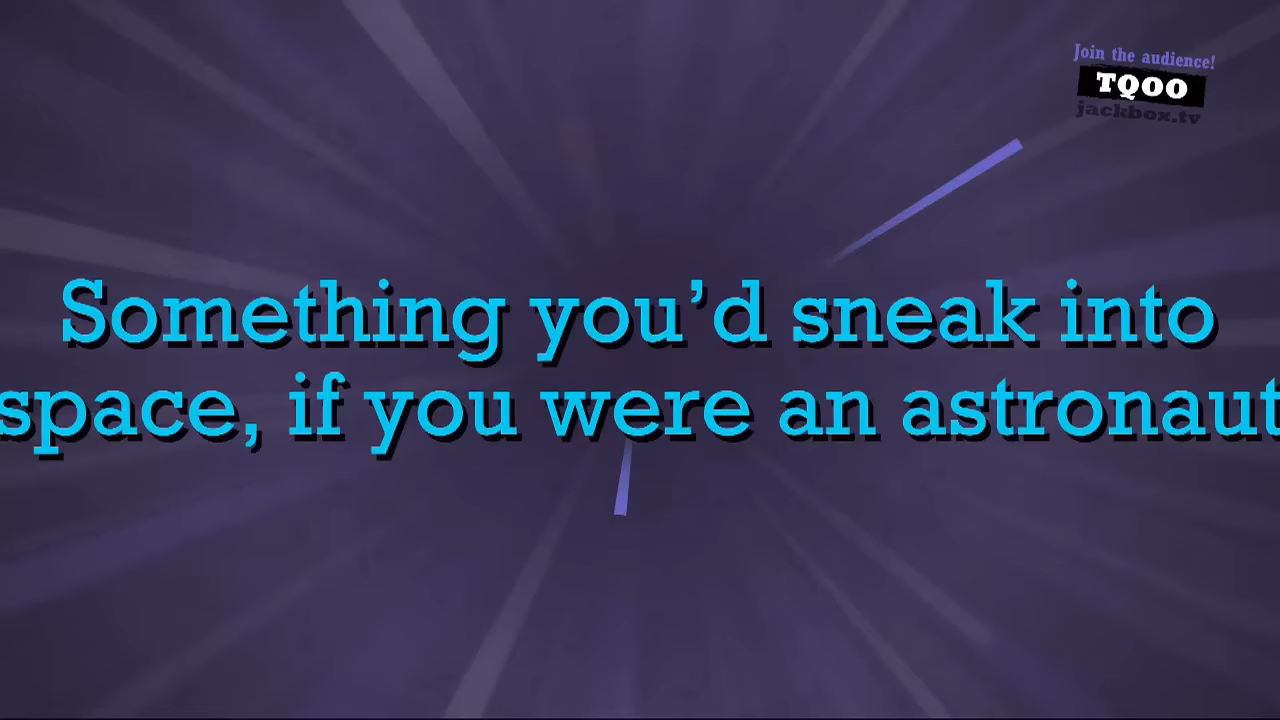 Join the audience!
TQOO
jackbox.tv
Something you’d sneak into
space, if you were an astronaut